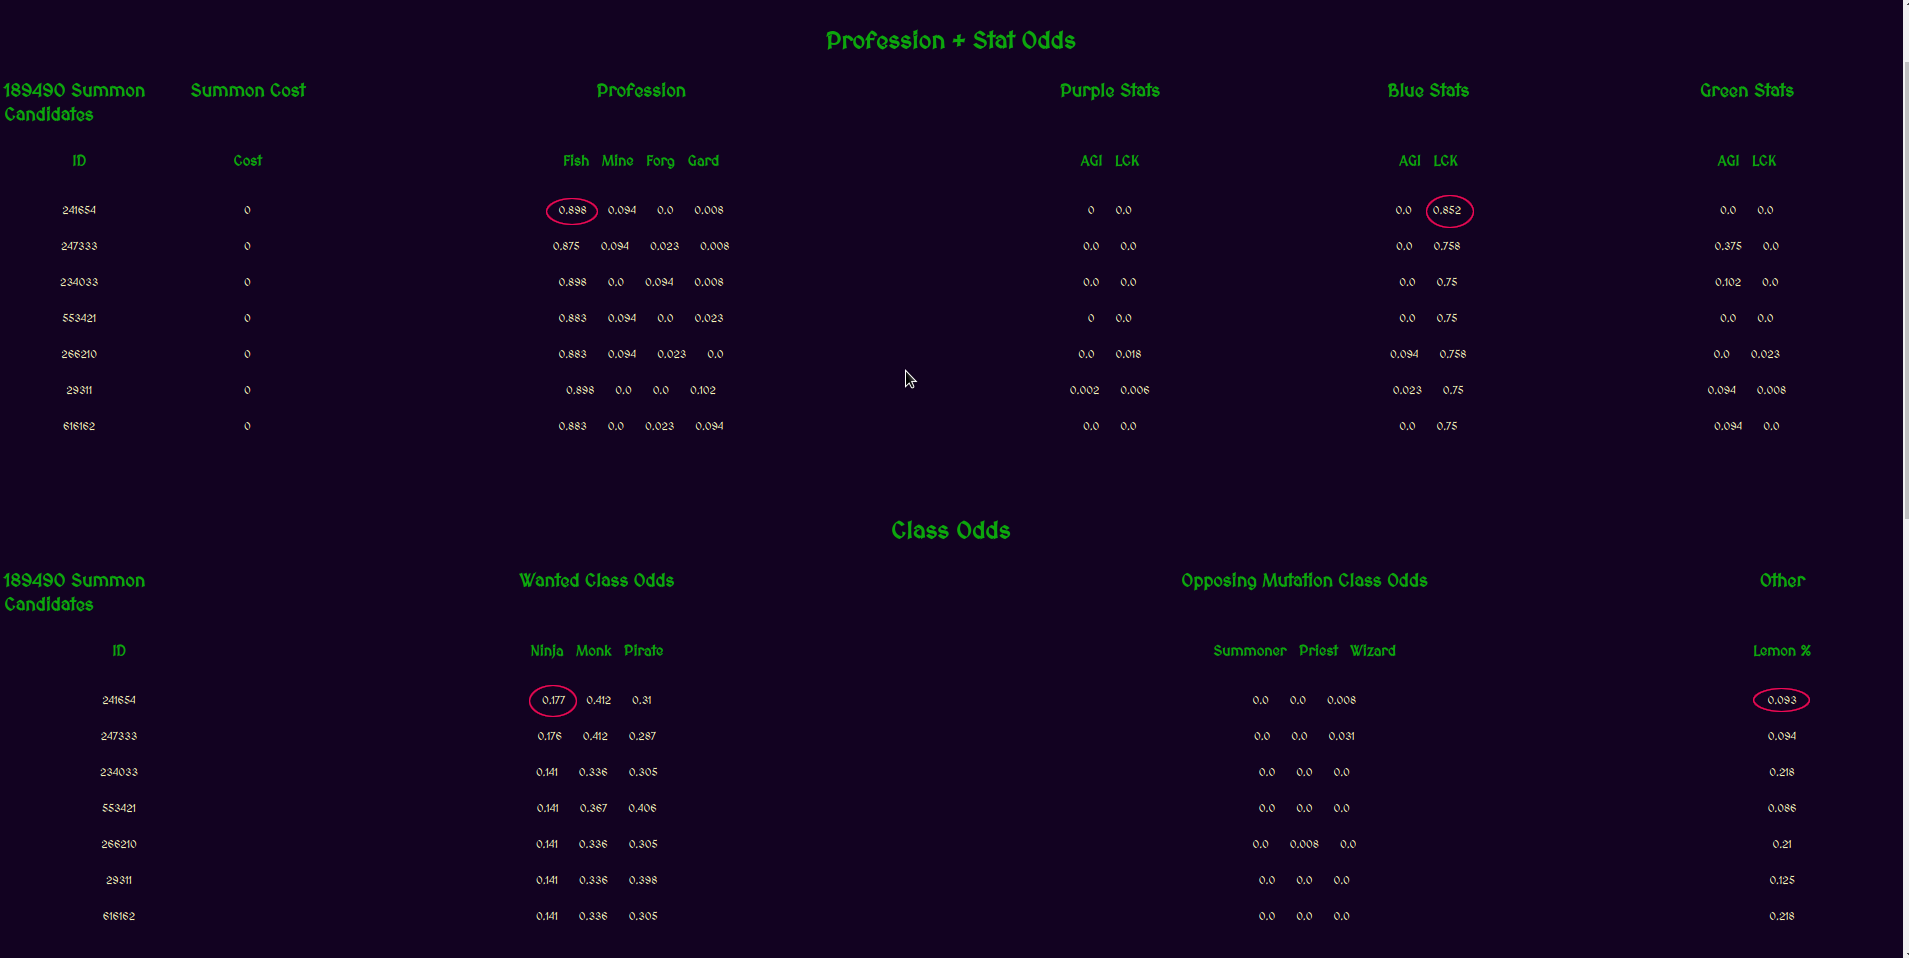 Profession + Stat Odds
189490 Summon Candidates Summon Cost Profession Purple Stats Blue Stats Green Stats
ID Cost Fish Mine Forg Gard AGI LCK AGI LCK AGI LCK
241654 0 0.898 0.094 0.0 0.008 0 0.0 0.0 0.852 0.0 0.0
247333 0 0.875 0.094 0.023 0.008 0.0 0.0 0.0 0.758 0.375 0.0
234033 0 0.898 0.0 0.094 0.008 0.0 0.0 0.0 0.75 0.102 0.0
553421 0 0.883 0.094 0.0 0.023 0 0.0 0.0 0.75 0.0 0.0
266210 0 0.883 0.094 0.023 0.0 0.0 0.018 0.094 0.758 0.0 0.023
29311 0 0.898 0.0 0.0 0.102 0.002 0.006 0.023 0.75 0.094 0.008
616162 0 0.883 0.0 0.023 0.094 0.0 0.0 0.0 0.75 0.094 0.0
Class Odds
189490 Summon Candidates Wanted Class Odds Opposing Mutation Class Odds Other
ID Ninja Monk Pirate Summoner Priest Wizard Lemon %
241654 0.177 0.412 0.31 0.0 0.0 0.008 0.093
247333 0.176 0.412 0.287 0.0 0.0 0.031 0.094
234033 0.141 0.336 0.305 0.0 0.0 0.0 0.218
553421 0.141 0.367 0.406 0.0 0.0 0.0 0.086
266210 0.141 0.336 0.305 0.0 0.008 0.0 0.21
29311 0.141 0.336 0.398 0.0 0.0 0.0 0.125
616162 0.141 0.336 0.305 0.0 0.0 0.0 0.218